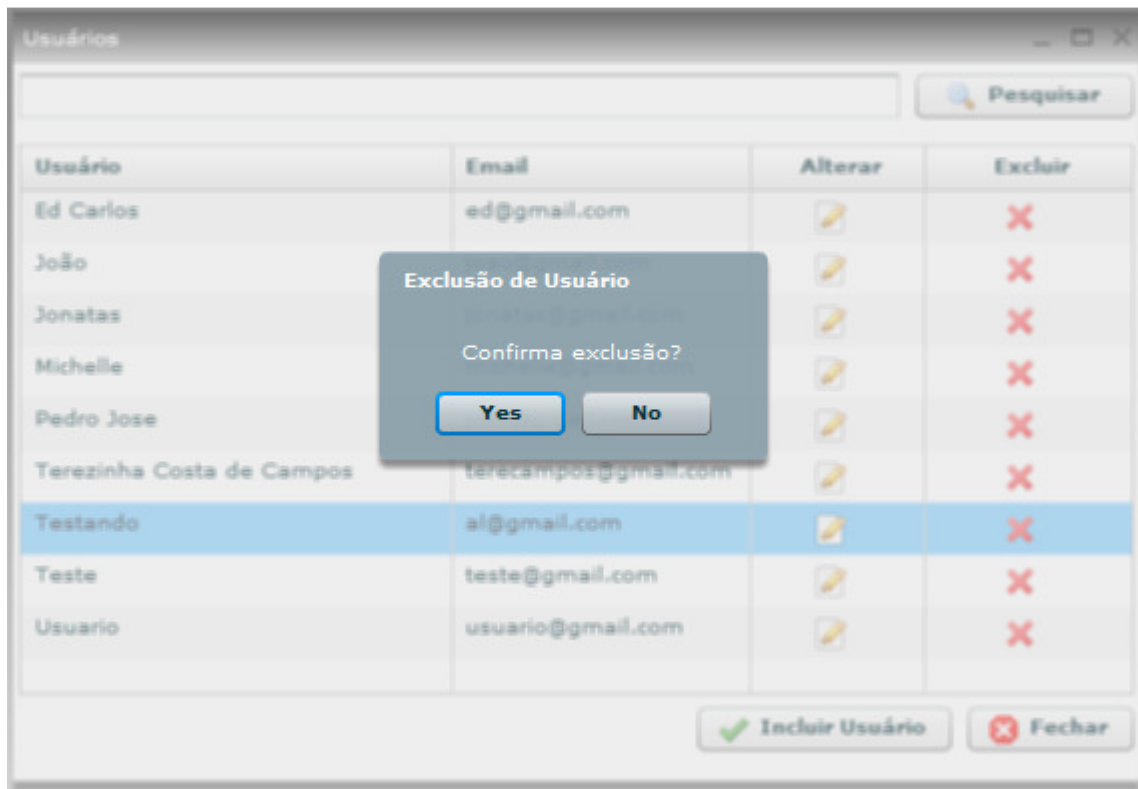 Usuários
Pesquisar
Usuário Email Alterar Excluir
Ed Carlos ed@gmail.com
João
Jonatas
Michelle
Pedro Jose
Terezinha Costa de Campos terecampos@gmail.com
Testando al@gmail.com
Teste teste@gmail.com
Usuario usuario@gmail.com
Exclusão de Usuário
Confirma exclusão?
Yes No
Incluir Usuário Fechar